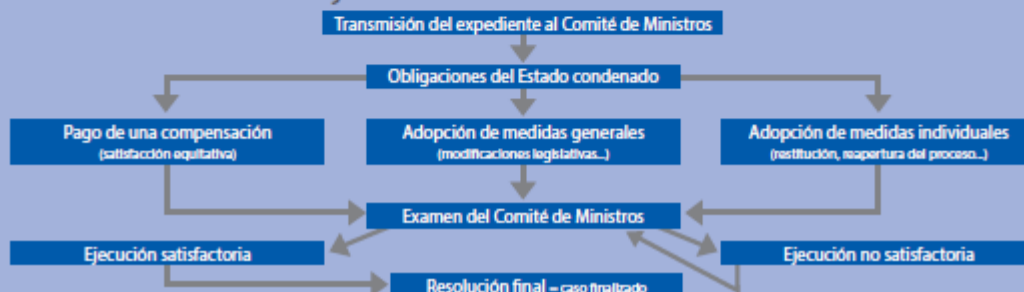 Transmisión del expediente al Comité de Ministros
Obligaciones del Estado condenado
Pago de una compensación
(satisfacción equitativa)
Adopción de medidas generales
(modificaciones legislativas...)
Adopción de medidas individuales
(restitución, reapertura del proceso...)
Examen del Comité de Ministros
Ejecución satisfactoria
Ejecución no satisfactoria
Resolución final – caso finalizado